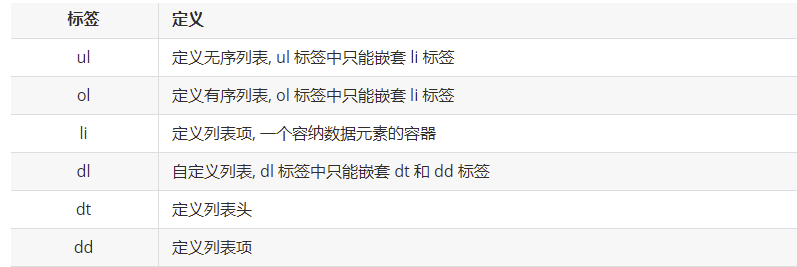 标签 定义
ul 定义无序列表, ul 标签中只能嵌套 li 标签
ol 定义有序列表, ol 标签中只能嵌套 li 标签
li 定义列表项, 一个容纳数据元素的容器
dl 自定义列表, dl 标签中只能嵌套 dt 和 dd 标签
dt 定义列表头
dd 定义列表项